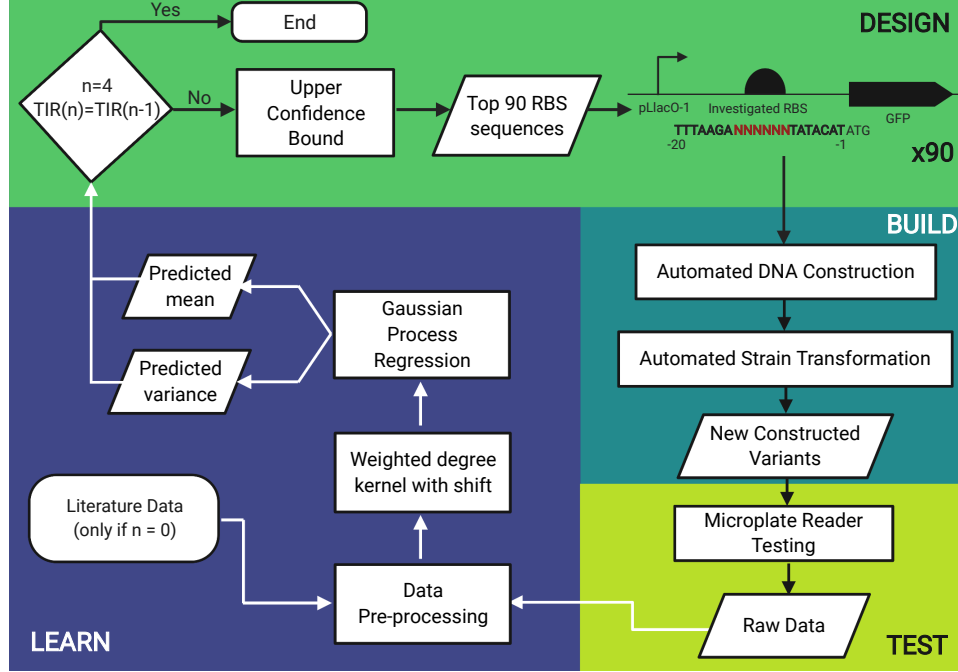 DESIGN
Yes
End
n=4
TIR(n)=TIR(n-1)
No
Upper
Confidence
Bound
Top 90 RBS
sequences
pLlacO-1
Investigated RBS
GFP
TTTAAGANNNNNNTATACATATG
-20
-1
x90
BUILD
Automated DNA Construction
Automated Strain Transformation
New Constructed
Variants
Microplate Reader
Testing
Raw Data
TEST
Predicted
mean
Predicted
variance
Gaussian
Process
Regression
Weighted degree
kernel with shift
Literature Data
(only if n = 0)
Data
Pre-processing
LEARN